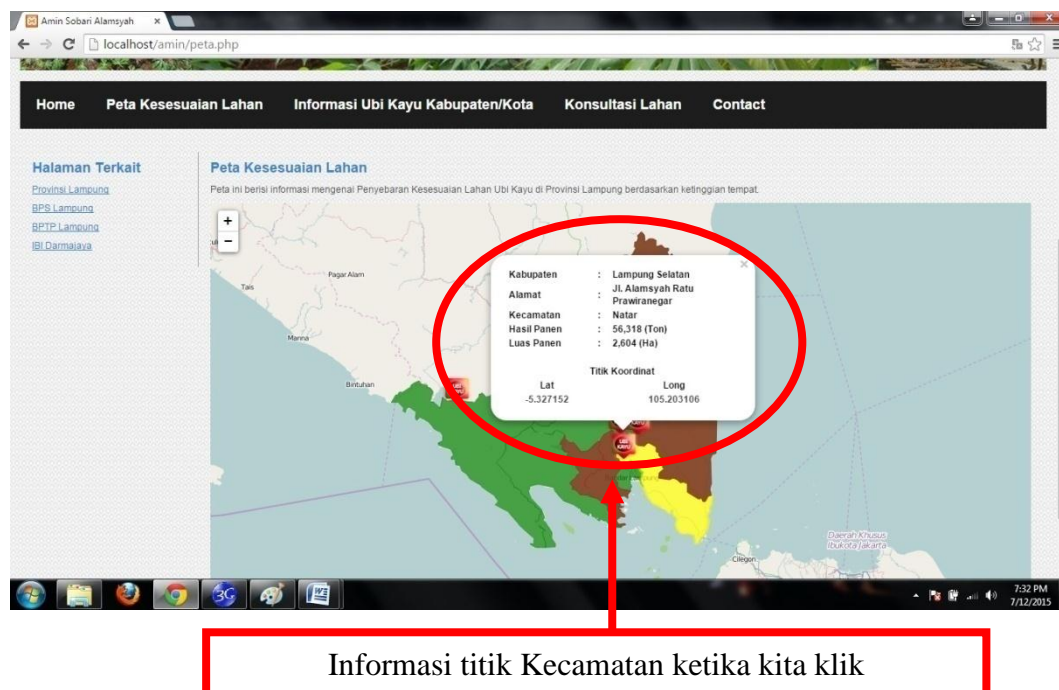 Amin Sobari Alamsyah
localhost/amin/peta.php
Home Peta Kesesuaian Lahan Informasi Ubi Kayu Kabupaten/Kota Konsultasi Lahan Contact
Halaman Terkait
Provinsi Lampung
BPS Lampung
BPTP Lampung
IBI Darmajaya
Peta Kesesuaian Lahan
Peta ini berisi informasi mengenai Penyebaran Kesesuaian Lahan Ubi Kayu di Provinsi Lampung berdasarkan ketinggian tempat.
+
−
Pagar Alam
Tais
Manna
Bintuhan
Kabupaten : Lampung Selatan
Alamat : Jl. Alamsyah Ratu
Prawiranegar
Kecamatan : Natar
Hasil Panen : 56,318 (Ton)
Luas Panen : 2,604 (Ha)
Titik Koordinat
Lat Long
-5.327152 105.203106
UBI
KAYU
Daerah Khusus
Ibukota Jakarta
Cilegon
3G
7:32 PM
7/12/2015
Informasi titik Kecamatan ketika kita klik